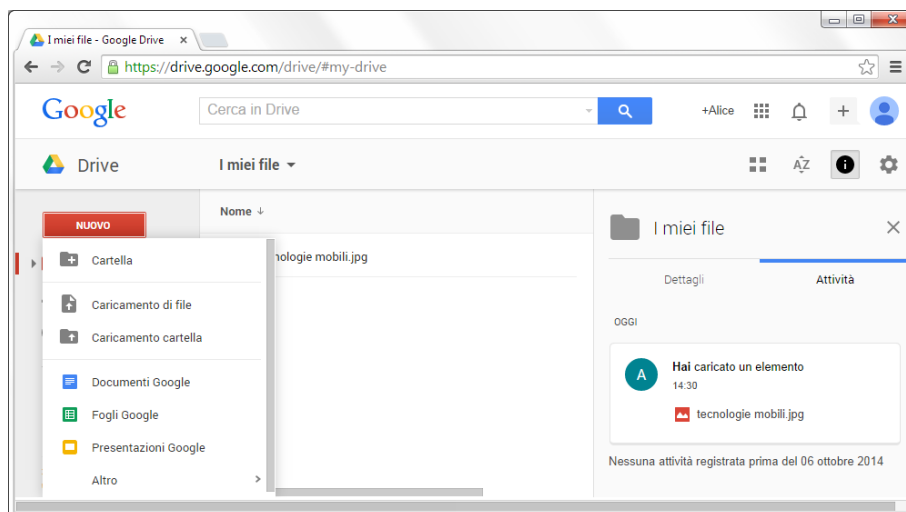 I miei file - Google Drive
https://drive.google.com/drive/#my-drive
Google
Cerca in Drive
+Alice
Drive
I miei file
AZ
NUOVO
Nome
Cartella
nologie mobili.jpg
Caricamento di file
Caricamento cartella
Documenti Google
Fogli Google
Presentazioni Google
Altro
I miei file
Dettagli
Attività
OGGI
A
Hai caricato un elemento
14:30
tecnologie mobili.jpg
Nessuna attività registrata prima del 06 ottobre 2014